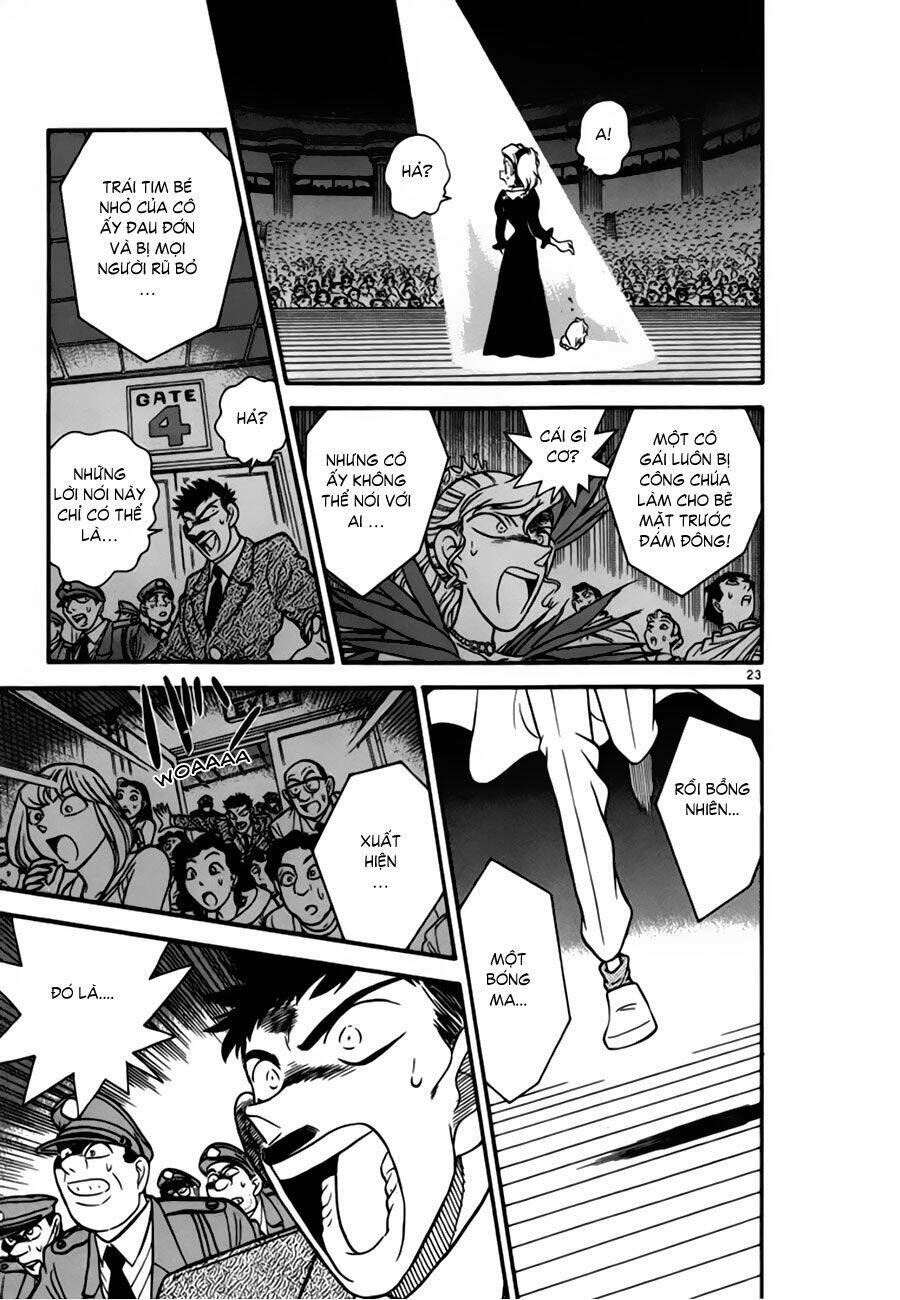 A!
HẢ?
MỘT CÔ
GÁI LUÔN BỊ
CÔNG CHÚA
LÀM CHO BẼ
MẶT TRƯỚC
ĐÁM ĐÔNG!
CÁI GÌ
CƠ?
NHƯNG CÔ
ẤY KHÔNG
THỂ NÓI VỚI
AI ...
TRÁI TIM BÉ
NHỎ CỦA CÔ
ẤY ĐAU ĐỚN
VÀ BỊ MỌI
NGƯỜI RŨ BỎ
...
GATE
4
HẢ?
NHỮNG
LỜI NÓI NÀY
CHỈ CÓ THỂ
LÀ...
23
RỒI BỔNG
NHIÊN...
MỘT
BÓNG
MA...
EXIT
WOAAAA
XUẤT
HIỆN
...
ĐÓ LÀ....